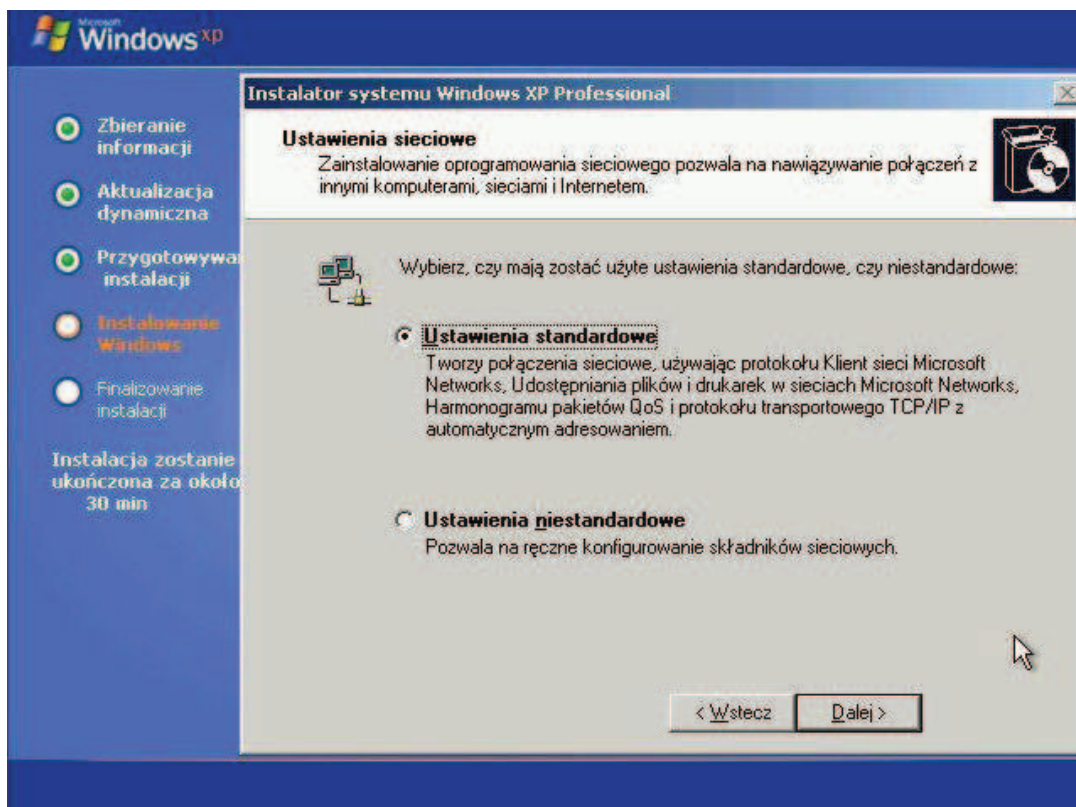 Microsoft
Windows xp
Instalator systemu Windows XP Professional
Zbieranie
informacji
Aktualizacja
dynamiczna
Przygotowywa
instalacji
Instalowanie
Windows
Finalizowanie
instalacji
Instalacja zostanie
ukończona za około
30 min
Ustawienia sieciowe
Zainstalowanie oprogramowania sieciowego pozwala na nawiązywanie połączeń z
innymi komputerami, sieciami i Internetem.
Wybierz, czy mają zostać użyte ustawienia standardowe, czy niestandardowe:
Ustawienia standardowe
Tworzy połączenia sieciowe, używając protokołu Klient sieci Microsoft
Networks, Udostępniania plików i drukarek w sieciach Microsoft Networks,
Harmonogramu pakietów QoS i protokołu transportowego TCP/IP z
automatycznym adresowaniem.
Ustawienia niestandardowe
Pozwala na ręczne konfigurowanie składników sieciowych.
< Wstecz
Dalej >